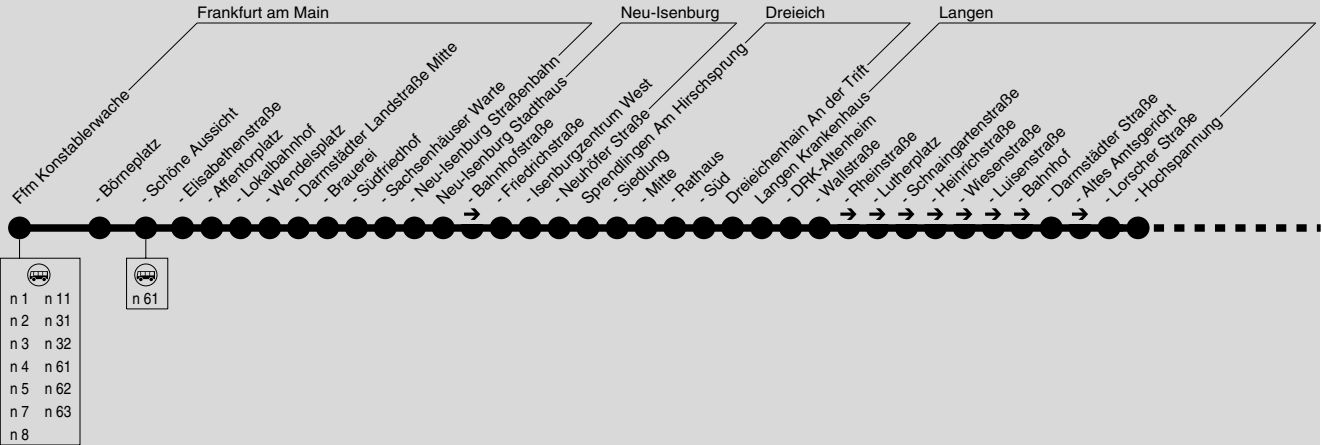 Frankfurt am Main
Neu-Isenburg
Dreieich
Langen
Ffm Konstablerwache
- Börneplatz
- Schöne Aussicht
- Elisabethenstraße
- Affentorplatz
- Lokalbahnhof
- Wendelsplatz
- Darmstädter Landstraße Mitte
- Brauerei
- Südfriedhof
- Sachsenhäuser Warte
- Neu-Isenburg Straßenbahn
Neu-Isenburg Stadthaus
- Bahnhofstraße
- Friedrichstraße
- Isenburgzentrum West
- Neuhöfer Straße
Sprendlingen Am Hirschsprung
- Siedlung
- Mitte
- Rathaus
- Süd
Dreieichenhain An der Trift
Langen Krankenhaus
- DRK-Altenheim
- Wallstraße
- Rheinstraße
- Lutherplatz
- Schnaingartenstraße
- Heinrichstraße
- Wiesenstraße
- Luisenstraße
- Bahnhof
- Darmstädter Straße
- Altes Amtsgericht
- Lorscher Straße
- Hochspannung
n 1 n 11
n 2 n 31
n 3 n 32
n 4 n 61
n 5 n 62
n 7 n 63
n 8
n 61